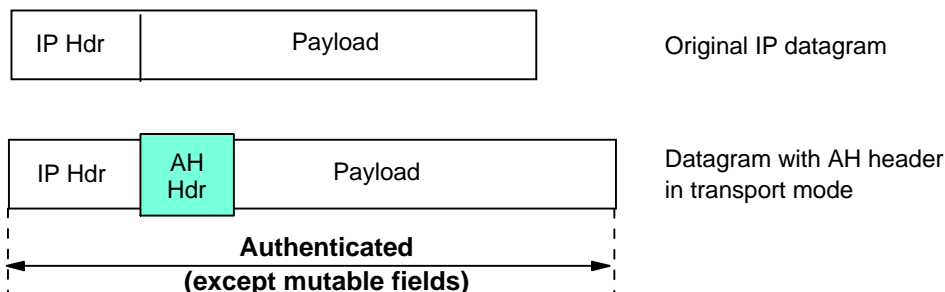 IP Hdr
Payload
Original IP datagram
IP Hdr
AH
Hdr
Payload
Datagram with AH header
in transport mode
Authenticated
(except mutable fields)